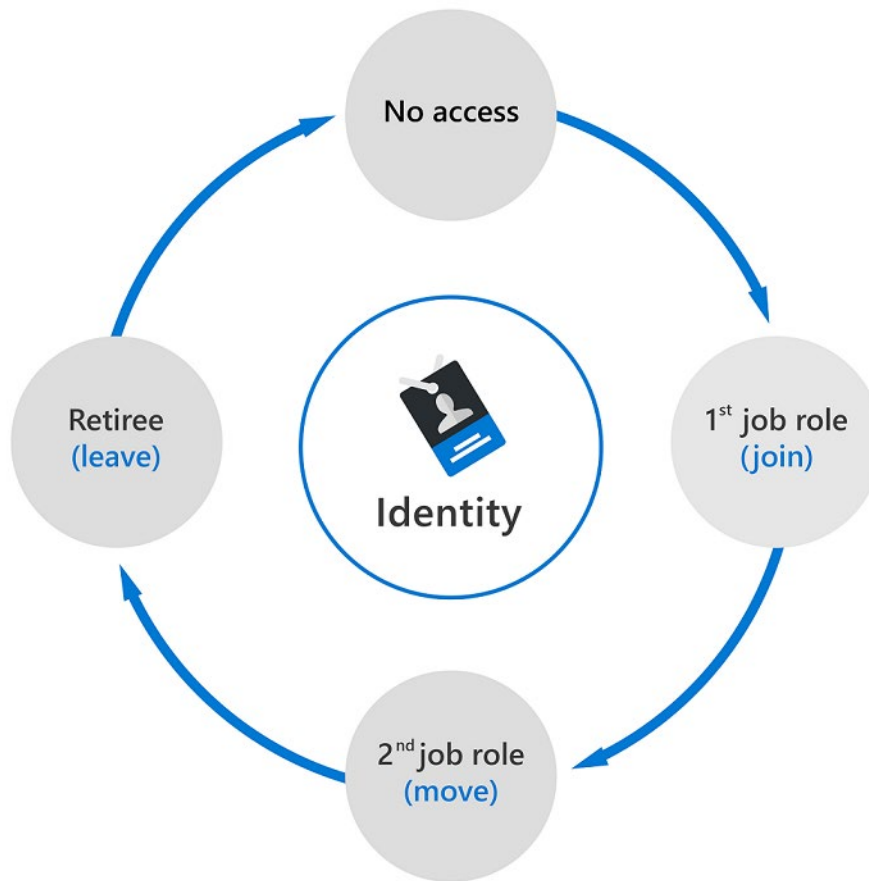 No access
1st job role
(join)
2nd job role
(move)
Retiree
(leave)
Identity